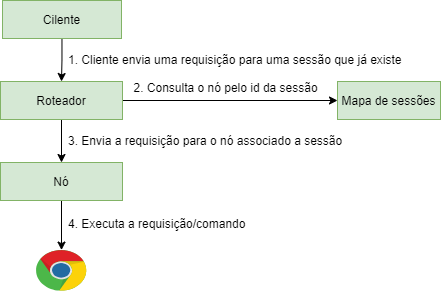 Cilente
1. Cliente envia uma requisição para uma sessão que já existe
2. Consulta o nó pelo id da sessão
Roteador
Mapa de sessões
3. Envia a requisição para o nó associado a sessão
Nó
4. Executa a requisição/comando